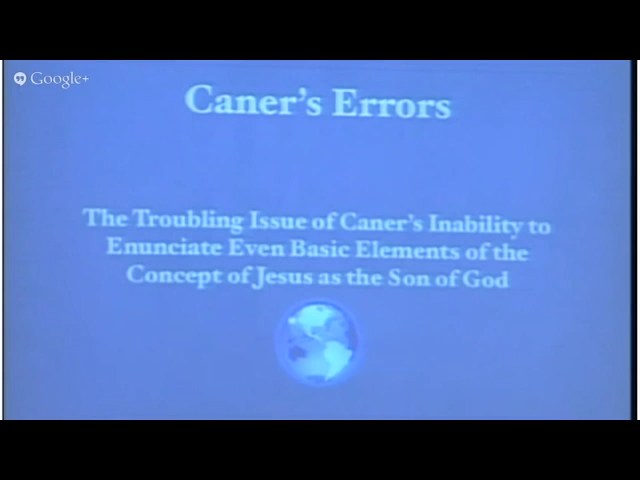 Google+
Caner's Errors
The Troubling Issue of Caner's Inability to
Enunciate Even Basic Elements of the
Concept of Jesus as the Son of God